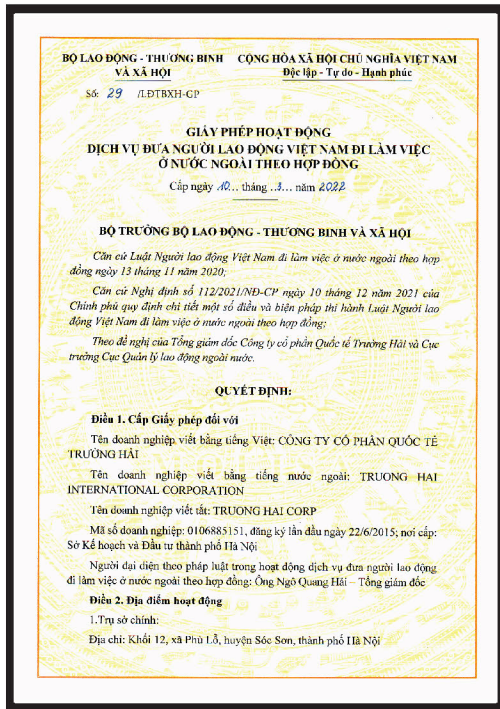 BỘ LAO ĐỘNG - THƯƠNG BINH
VÀ XÃ HỘI
CỘNG HÒA XÃ HỘI CHỦ NGHĨA VIỆT NAM
Độc lập - Tự do - Hạnh phúc
Số: 29 /LĐTBXH-GP
GIẤY PHÉP HOẠT ĐỘNG
DỊCH VỤ ĐƯA NGƯỜI LAO ĐỘNG VIỆT NAM ĐI LÀM VIỆC
Ở NƯỚC NGOÀI THEO HỢP ĐỒNG
Cấp ngày 10... tháng ..3... năm 2022
BỘ TRƯỞNG BỘ LAO ĐỘNG - THƯƠNG BINH VÀ XÃ HỘI
Căn cứ Luật Người lao động Việt Nam đi làm việc ở nước ngoài theo hợp
đồng ngày 13 tháng 11 năm 2020;
Căn cứ Nghị định số 112/2021/NĐ-CP ngày 10 tháng 12 năm 2021 của
Chính phủ quy định chi tiết một số điều và biện pháp thi hành Luật Người lao
động Việt Nam đi làm việc ở nước ngoài theo hợp đồng;
Theo đề nghị của Tổng giám đốc Công ty cổ phần Quốc tế Trường Hải và Cục
trưởng Cục Quản lý lao động ngoài nước.
QUYẾT ĐỊNH:
Điều 1. Cấp Giấy phép đối với
Tên doanh nghiệp viết bằng tiếng Việt: CÔNG TY CỔ PHẦN QUỐC TẾ
TRƯỜNG HẢI
Tên doanh nghiệp viết bằng tiếng nước ngoài: TRUONG HAI
INTERNATIONAL CORPORATION
Tên doanh nghiệp viết tắt: TRUONG HAI CORP
Mã số doanh nghiệp: 0106885151, đăng ký lần đầu ngày 22/6/2015; nơi cấp:
Sở Kế hoạch và Đầu tư thành phố Hà Nội
Người đại diện theo pháp luật trong hoạt động dịch vụ đưa người lao động
đi làm việc ở nước ngoài theo hợp đồng: Ông Ngô Quang Hải – Tổng giám đốc
Điều 2. Địa điểm hoạt động
1.Trụ sở chính:
Địa chỉ: Khối 12, xã Phù Lỗ, huyện Sóc Sơn, thành phố Hà Nội